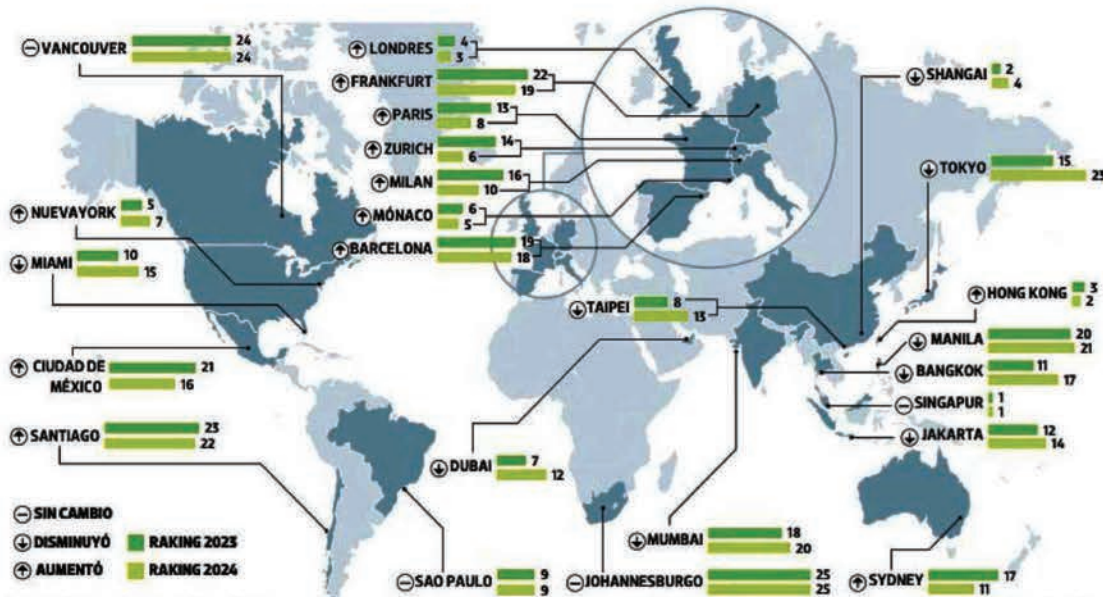 VANCOUVER 24
24
LONDRES 4
3
FRANKFURT 22
19
PARIS 13
8
ZURICH 14
6
MILAN 16
10
MÓNACO 6
5
BARCELONA 19
18
SHANGAI 2
4
TOKYO 15
23
NUEVA YORK 5
7
MIAMI 10
15
TAIPEI 8
13
HONG KONG 3
2
MANILA 20
21
BANGKOK 11
17
SINGAPUR 1
1
JAKARTA 12
14
CIUDAD DE 21
MÉXICO 16
SANTIAGO 23
22
DUBAI 7
12
MUMBAI 18
20
SIN CAMBIO
DISMINUYÓ RAKING 2023
AUMENTÓ RAKING 2024
SAO PAULO 9
9
JOHANNESBURGO 25
25
SYDNEY 17
11